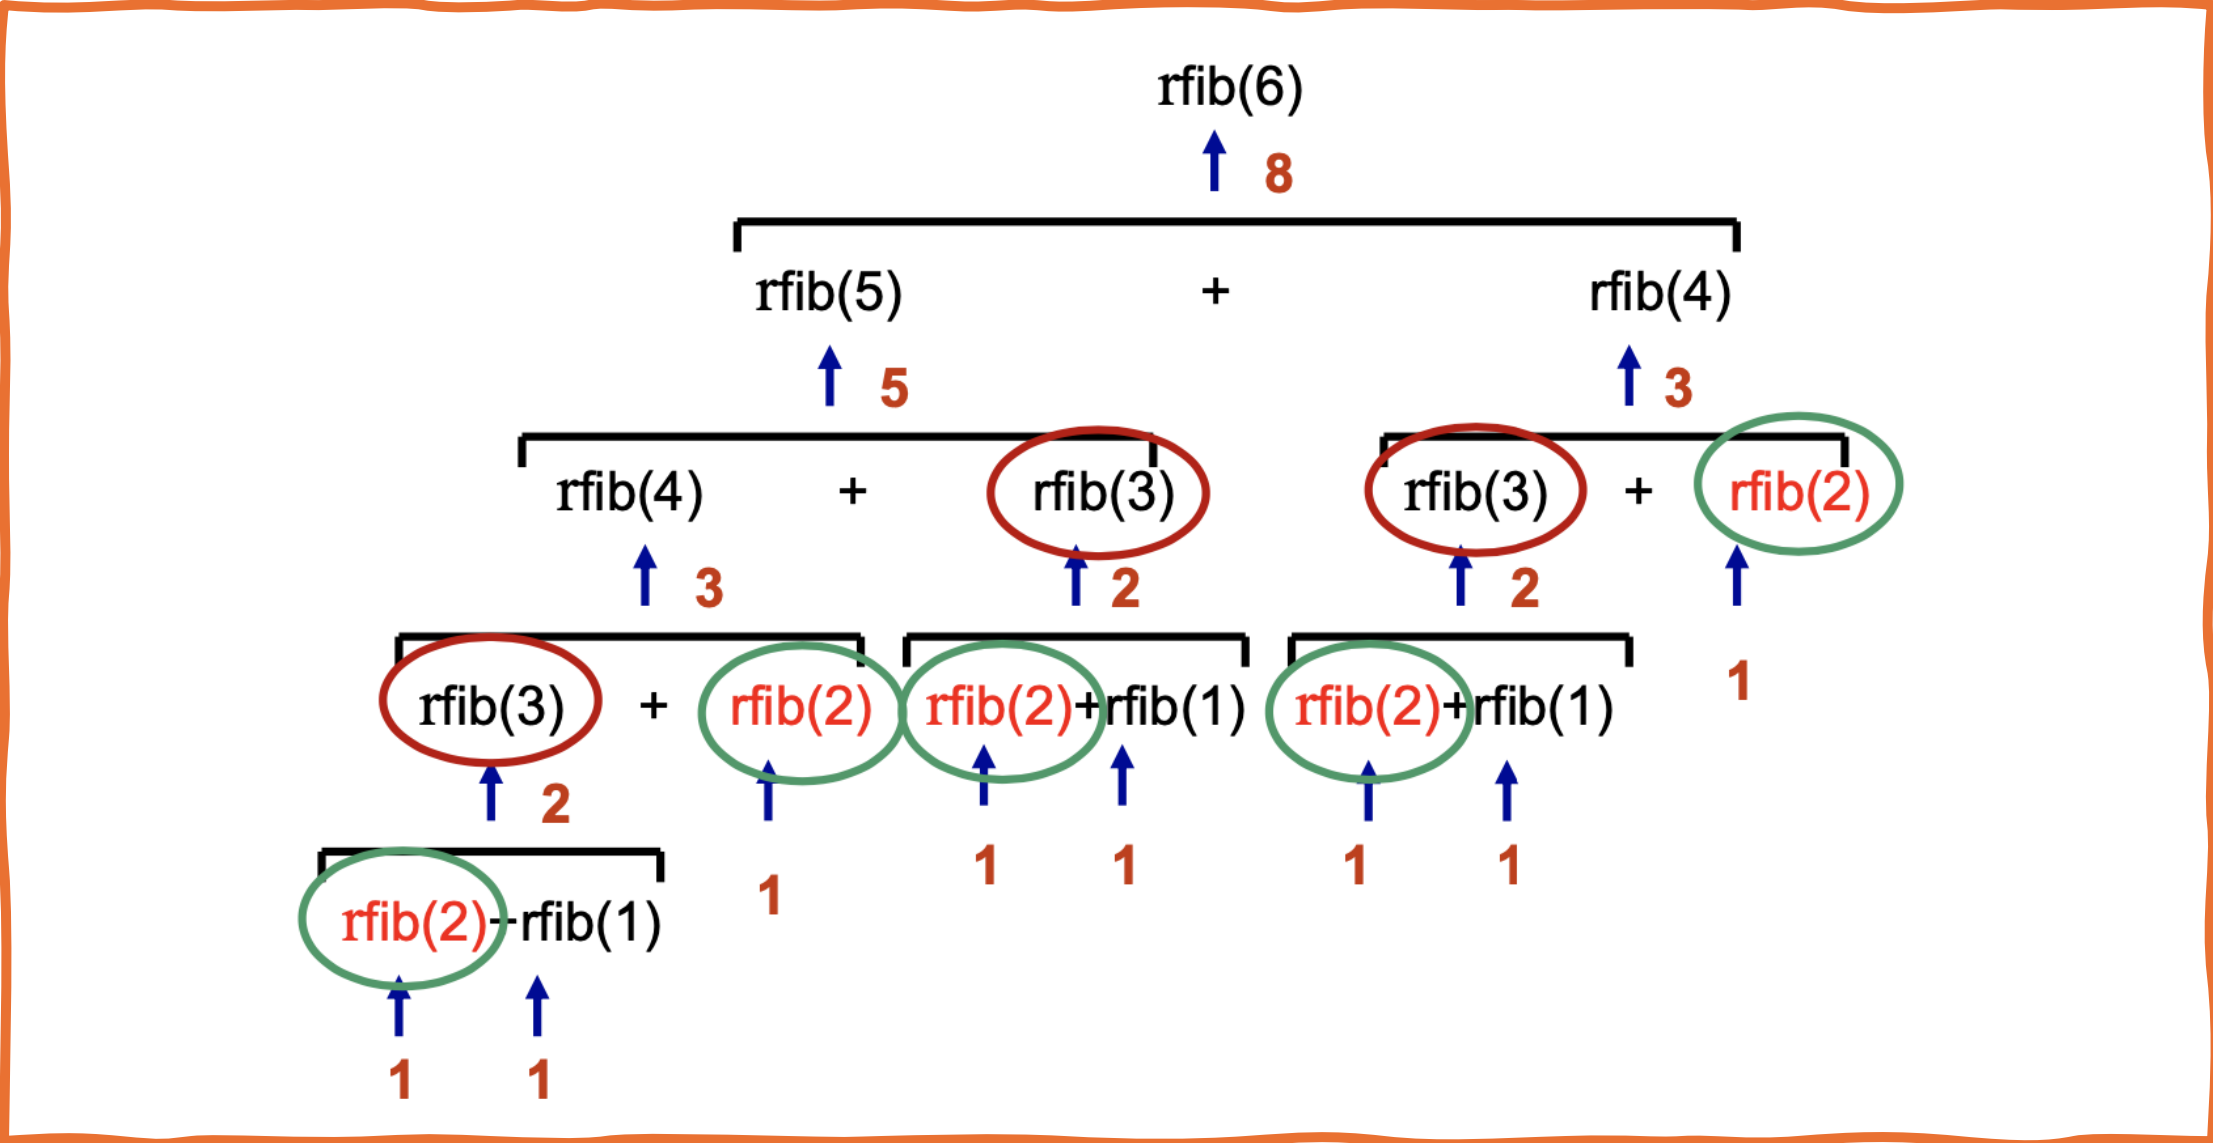 rfib(6)
8
rfib(5) + rfib(4)
5 3
rfib(4) + rfib(3) rfib(3) + rfib(2)
3 2 2
rfib(3) + rfib(2) rfib(2)+rfib(1) rfib(2)+rfib(1) 1
2 1 1 1 1 1
rfib(2)+rfib(1)
1 1